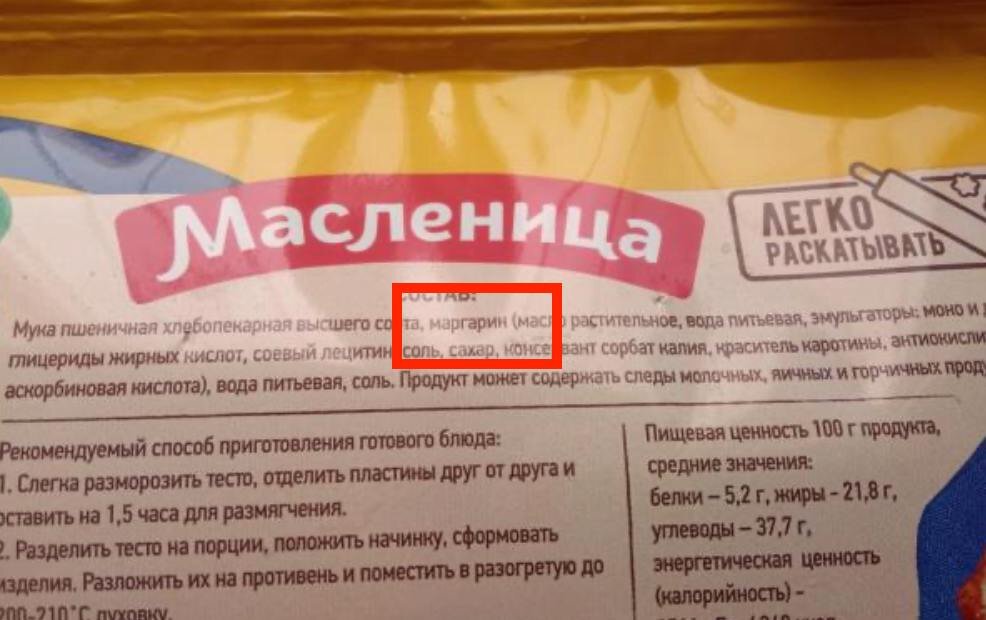 Масленица
ЛЕГКО
РАСКАТЫВАТЬ
СОСТАВ:
Мука пшеничная хлебопекарная высшего сорта, маргарин (масло растительное, вода питьевая, эмульгаторы: моно и
глицериды жирных кислот, соевый лецитин, соль, сахар, консервант сорбат калия, краситель каротины,
аскорбиновая кислота), вода питьевая, соль. Продукт может содержать следы молочных, яичных и горчичных
Рекомендуемый способ приготовления готового блюда:
1. Слегка разморозить тесто, отделить пластины друг от друга и
оставить на 1,5 часа для размягчения.
2. Разделить тесто на порции, положить начинку, сформовать
изделия. Разложить их на противень и поместить в разогретую до
200-210°С духовку.
Пищевая ценность 100 г продукта,
средние значения:
белки – 5,2 г, жиры - 21,8 г,
углеводы – 37,7 г,
энергетическая ценность
(калорийность) –